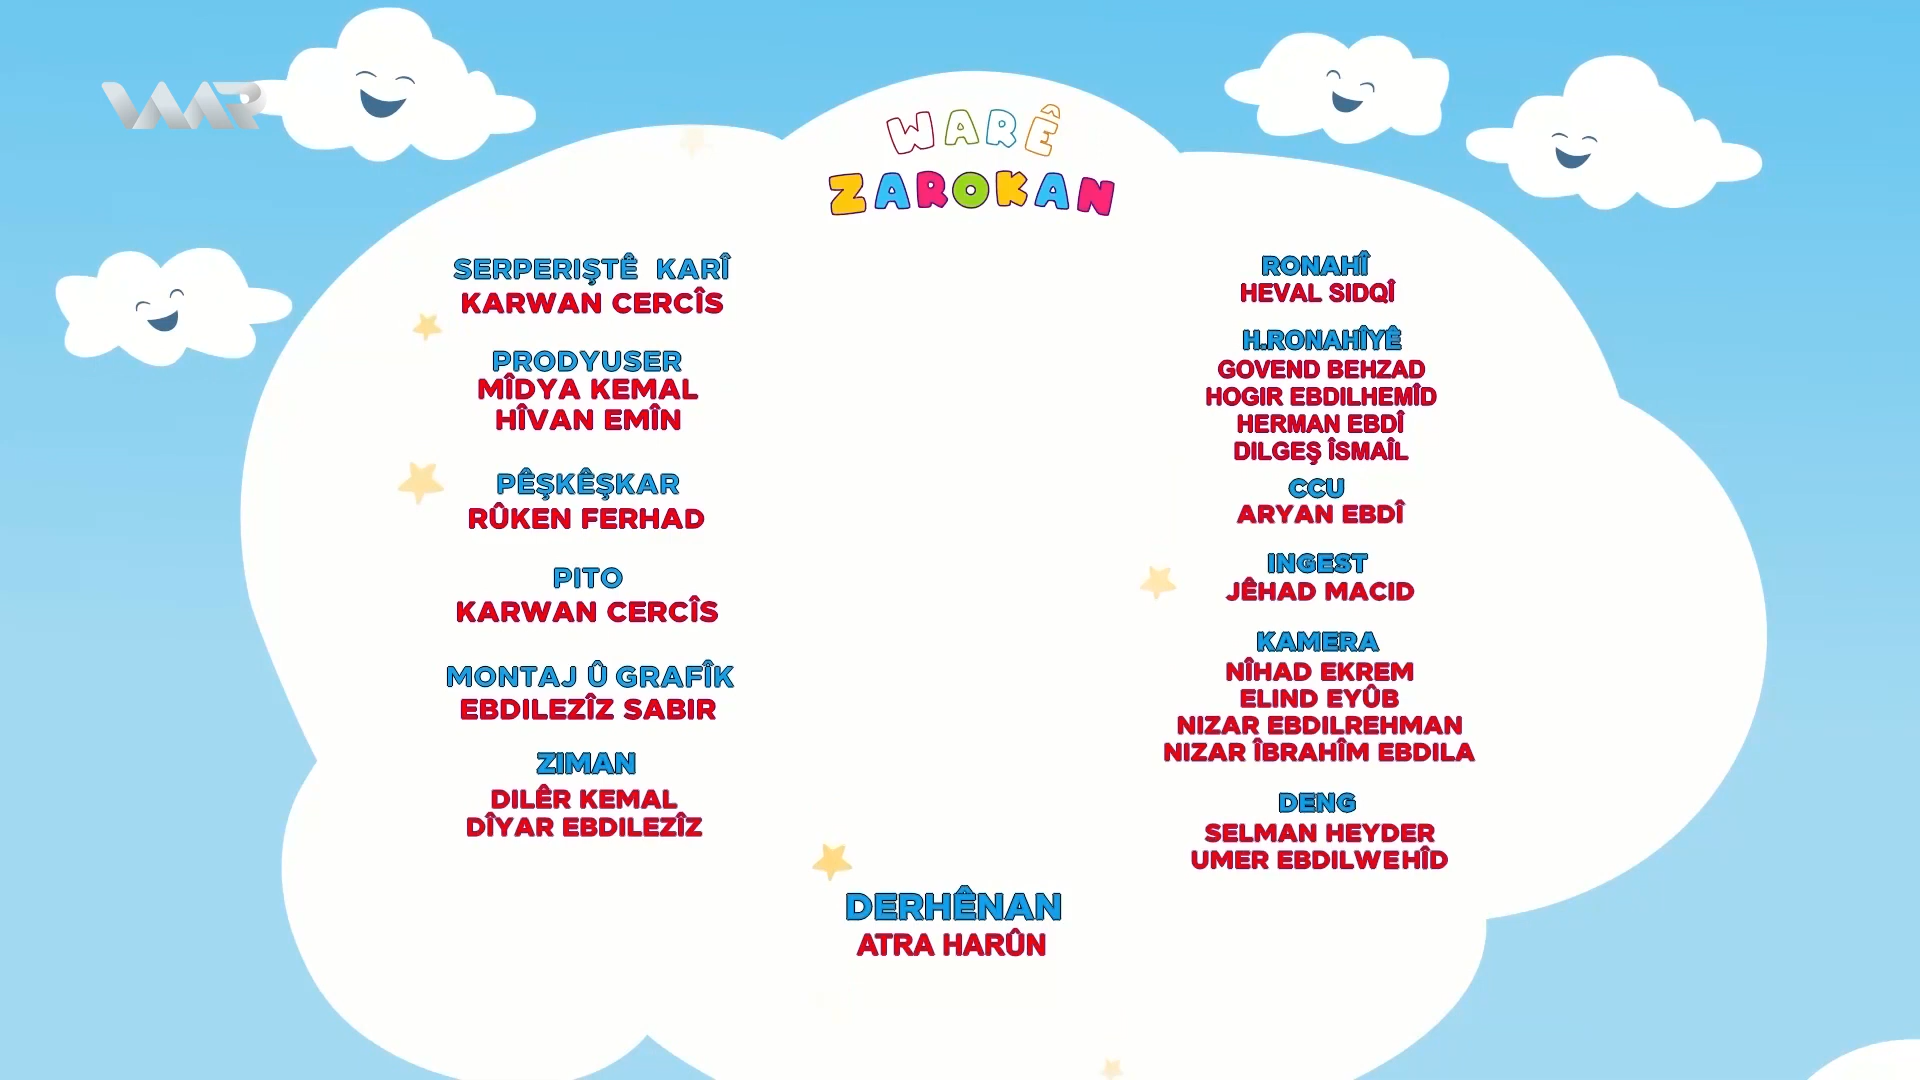 WAAR
WARÊ
ZAROKAN
SERPERIŞTÊ KARÎ
KARWAN CERCÎS
PRODYUSER
MÎDYA KEMAL
HÎVAN EMÎN
PÊŞKÊŞKAR
RÛKEN FERHAD
PITO
KARWAN CERCÎS
MONTAJ Û GRAFÎK
EBDILEZÎZ SABIR
ZIMAN
DILÊR KEMAL
DÎYAR EBDILEZÎZ
RONAHÎ
HEVAL SIDQÎ
H.RONAHÎYÊ
GOVEND BEHZAD
HOGIR EBDILHEMÎD
HERMAN EBDÎ
DILGEŞ ÎSMAÎL
CCU
ARYAN EBDÎ
INGEST
JÊHAD MACID
KAMERA
NÎHAD EKREM
ELIND EYÛB
NIZAR EBDILREHMAN
NIZAR ÎBRAHÎM EBDILA
DENG
SELMAN HEYDER
UMER EBDILWEHÎD
DERHÊNAN
ATRA HARÛN